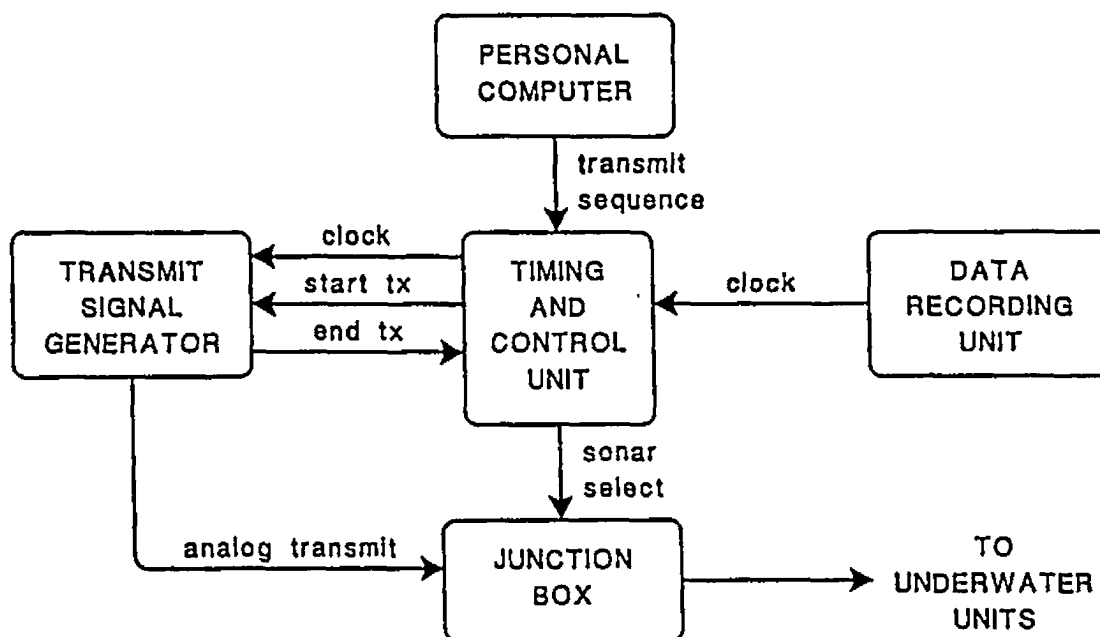 PERSONAL
COMPUTER
transmit
sequence
clock
start tx
end tx
TRANSMIT
SIGNAL
GENERATOR
TIMING
AND
CONTROL
UNIT
clock
DATA
RECORDING
UNIT
sonar
select
analog transmit
JUNCTION
BOX
TO
UNDERWATER
UNITS